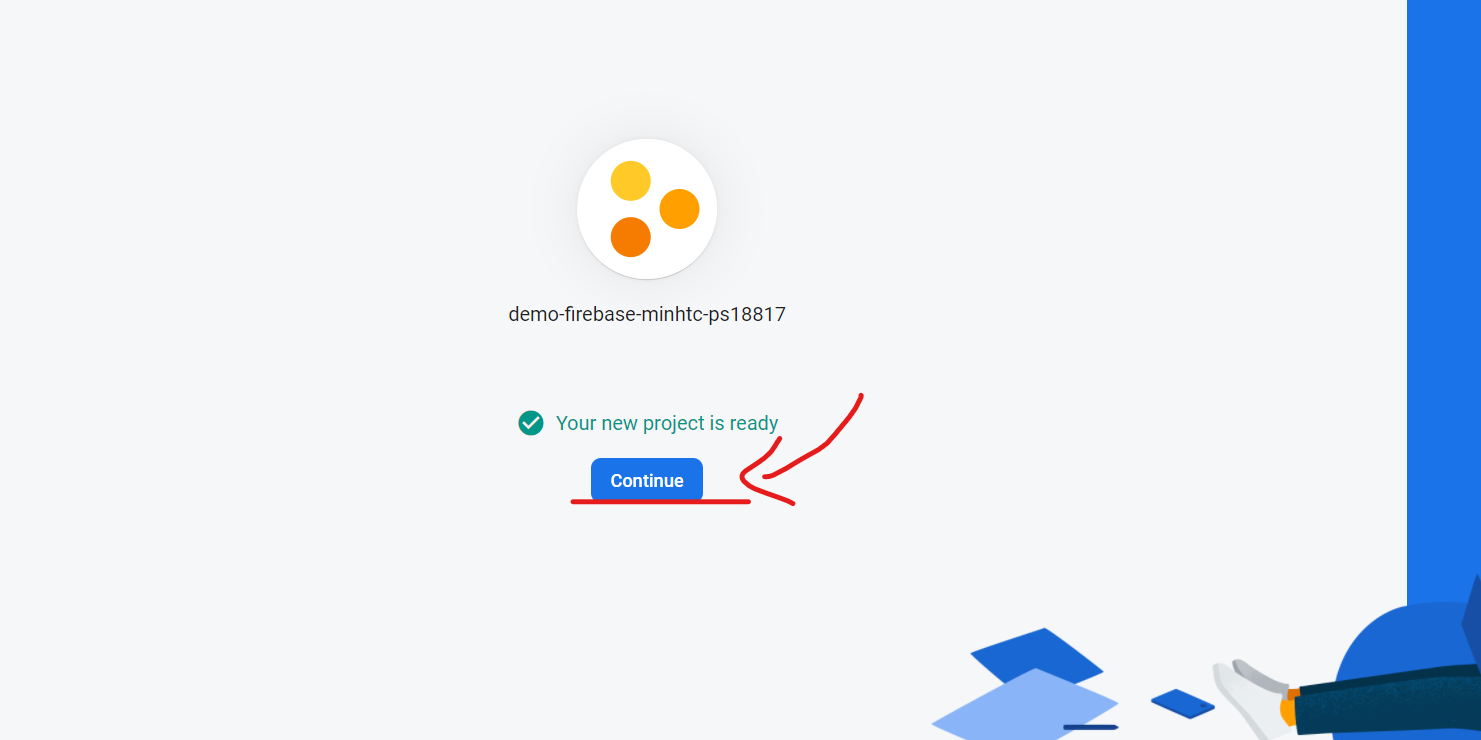 demo-firebase-minhtc-ps18817
Your new project is ready
Continue